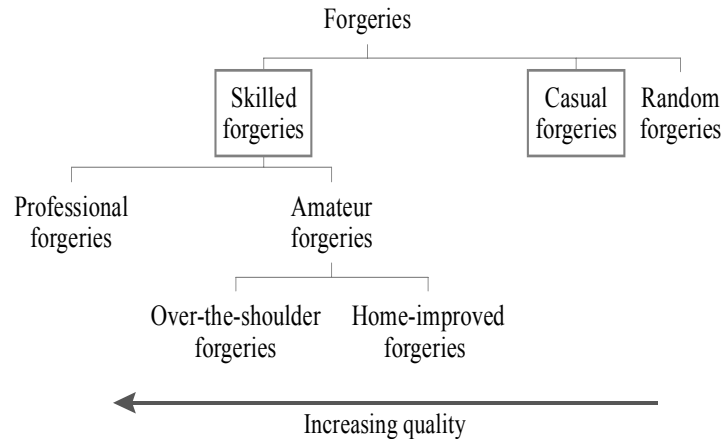 Forgeries
Skilled
forgeries
Casual
forgeries
Random
forgeries
Professional
forgeries
Amateur
forgeries
Over-the-shoulder
forgeries
Home-improved
forgeries
Increasing quality